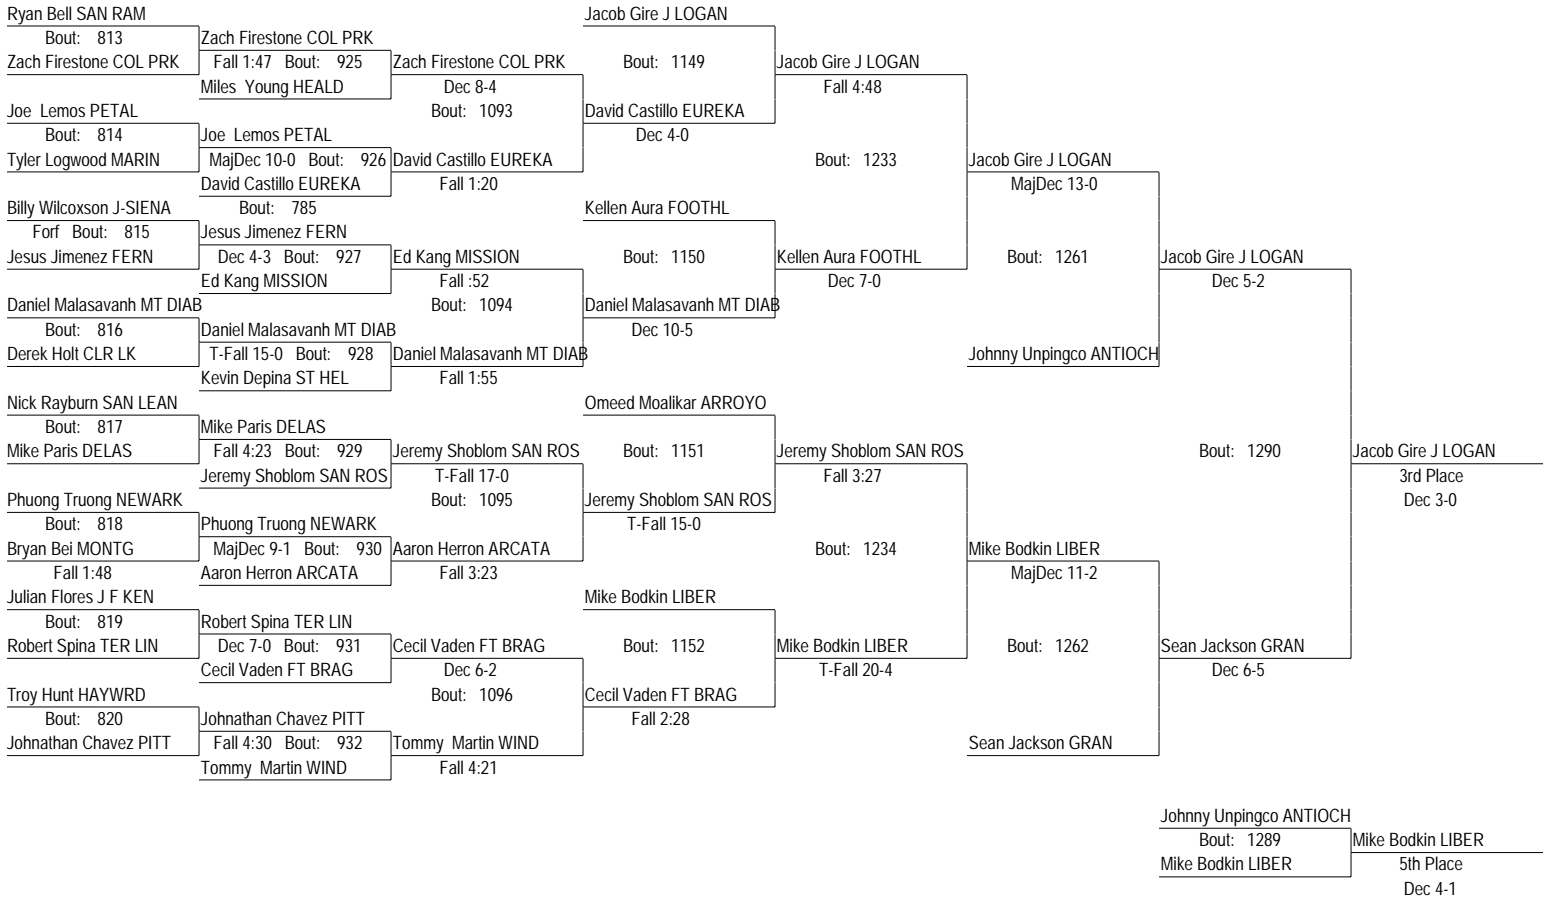 Ryan Bell SAN RAM
Jacob Gire J LOGAN
Bout: 813
Zach Firestone COL PRK
Zach Firestone COL PRK
Fall 1:47 Bout: 925
Zach Firestone COL PRK
Bout: 1149
Jacob Gire J LOGAN
Miles Young HEALD
Dec 8-4
Fall 4:48
Joe Lemos PETAL
Bout: 1093
David Castillo EUREKA
Bout: 814
Joe Lemos PETAL
Dec 4-0
Tyler Logwood MARIN
MajDec 10-0 Bout: 926
David Castillo EUREKA
Bout: 1233
Jacob Gire J LOGAN
David Castillo EUREKA
Fall 1:20
MajDec 13-0
Billy Wilcoxson J-SIENA
Bout: 785
Kellen Aura FOOTHL
Forf Bout: 815
Jesus Jimenez FERN
Jesus Jimenez FERN
Dec 4-3 Bout: 927
Ed Kang MISSION
Bout: 1150
Kellen Aura FOOTHL
Bout: 1261
Jacob Gire J LOGAN
Ed Kang MISSION
Fall :52
Dec 7-0
Dec 5-2
Daniel Malasavanh MT DIAB
Bout: 1094
Daniel Malasavanh MT DIAB
Bout: 816
Daniel Malasavanh MT DIAB
Dec 10-5
Derek Holt CLR LK
T-Fall 15-0 Bout: 928
Daniel Malasavanh MT DIAB
Johnny Unpingco ANTIOCH
Kevin Depina ST HEL
Fall 1:55
Nick Rayburn SAN LEAN
Omeed Moalikar ARROYO
Bout: 817
Mike Paris DELAS
Mike Paris DELAS
Fall 4:23 Bout: 929
Jeremy Shoblom SAN ROS
Bout: 1151
Jeremy Shoblom SAN ROS
Bout: 1290
Jacob Gire J LOGAN
Jeremy Shoblom SAN ROS
T-Fall 17-0
Fall 3:27
3rd Place
Phuong Truong NEWARK
Bout: 1095
Jeremy Shoblom SAN ROS
Dec 3-0
Bout: 818
Phuong Truong NEWARK
T-Fall 15-0
Bryan Bei MONTG
MajDec 9-1 Bout: 930
Aaron Herron ARCATA
Bout: 1234
Mike Bodkin LIBER
Fall 1:48
Aaron Herron ARCATA
Fall 3:23
MajDec 11-2
Julian Flores J F KEN
Mike Bodkin LIBER
Bout: 819
Robert Spina TER LIN
Robert Spina TER LIN
Dec 7-0 Bout: 931
Cecil Vaden FT BRAG
Bout: 1152
Mike Bodkin LIBER
Bout: 1262
Sean Jackson GRAN
Cecil Vaden FT BRAG
Dec 6-2
T-Fall 20-4
Dec 6-5
Troy Hunt HAYWRD
Bout: 1096
Cecil Vaden FT BRAG
Bout: 820
Johnathan Chavez PITT
Fall 2:28
Johnathan Chavez PITT
Fall 4:30 Bout: 932
Tommy Martin WIND
Sean Jackson GRAN
Tommy Martin WIND
Fall 4:21
Johnny Unpingco ANTIOCH
Bout: 1289
Mike Bodkin LIBER
Mike Bodkin LIBER
5th Place
Dec 4-1